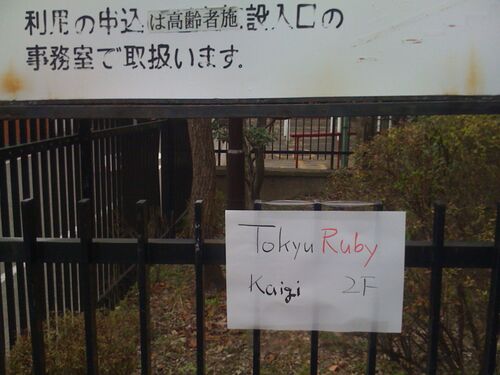 利用の申込は高齢者施設入口の
事務室で取扱います.
Tokyu Ruby
Kaigi 2F